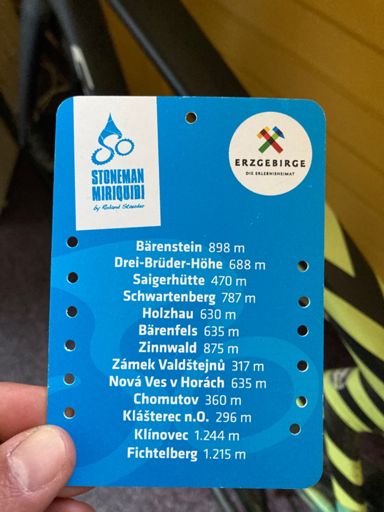 STONEMAN
MIRIQUIDI
by Roland Stauder
ERZGEBIRGE
DIE ERLEBNISHEIMAT
Bärenstein 898 m
Drei-Brüder-Höhe 688 m
Saigerhütte 470 m
Schwartenberg 787 m
Holzhau 630 m
Bärenfels 635 m
Zinnwald 875 m
Zámek Valdštejnů 317 m
Nová Ves v Horách 635 m
Chomutov 360 m
Klášterec n.O. 296 m
Klínovec 1.244 m
Fichtelberg 1.215 m